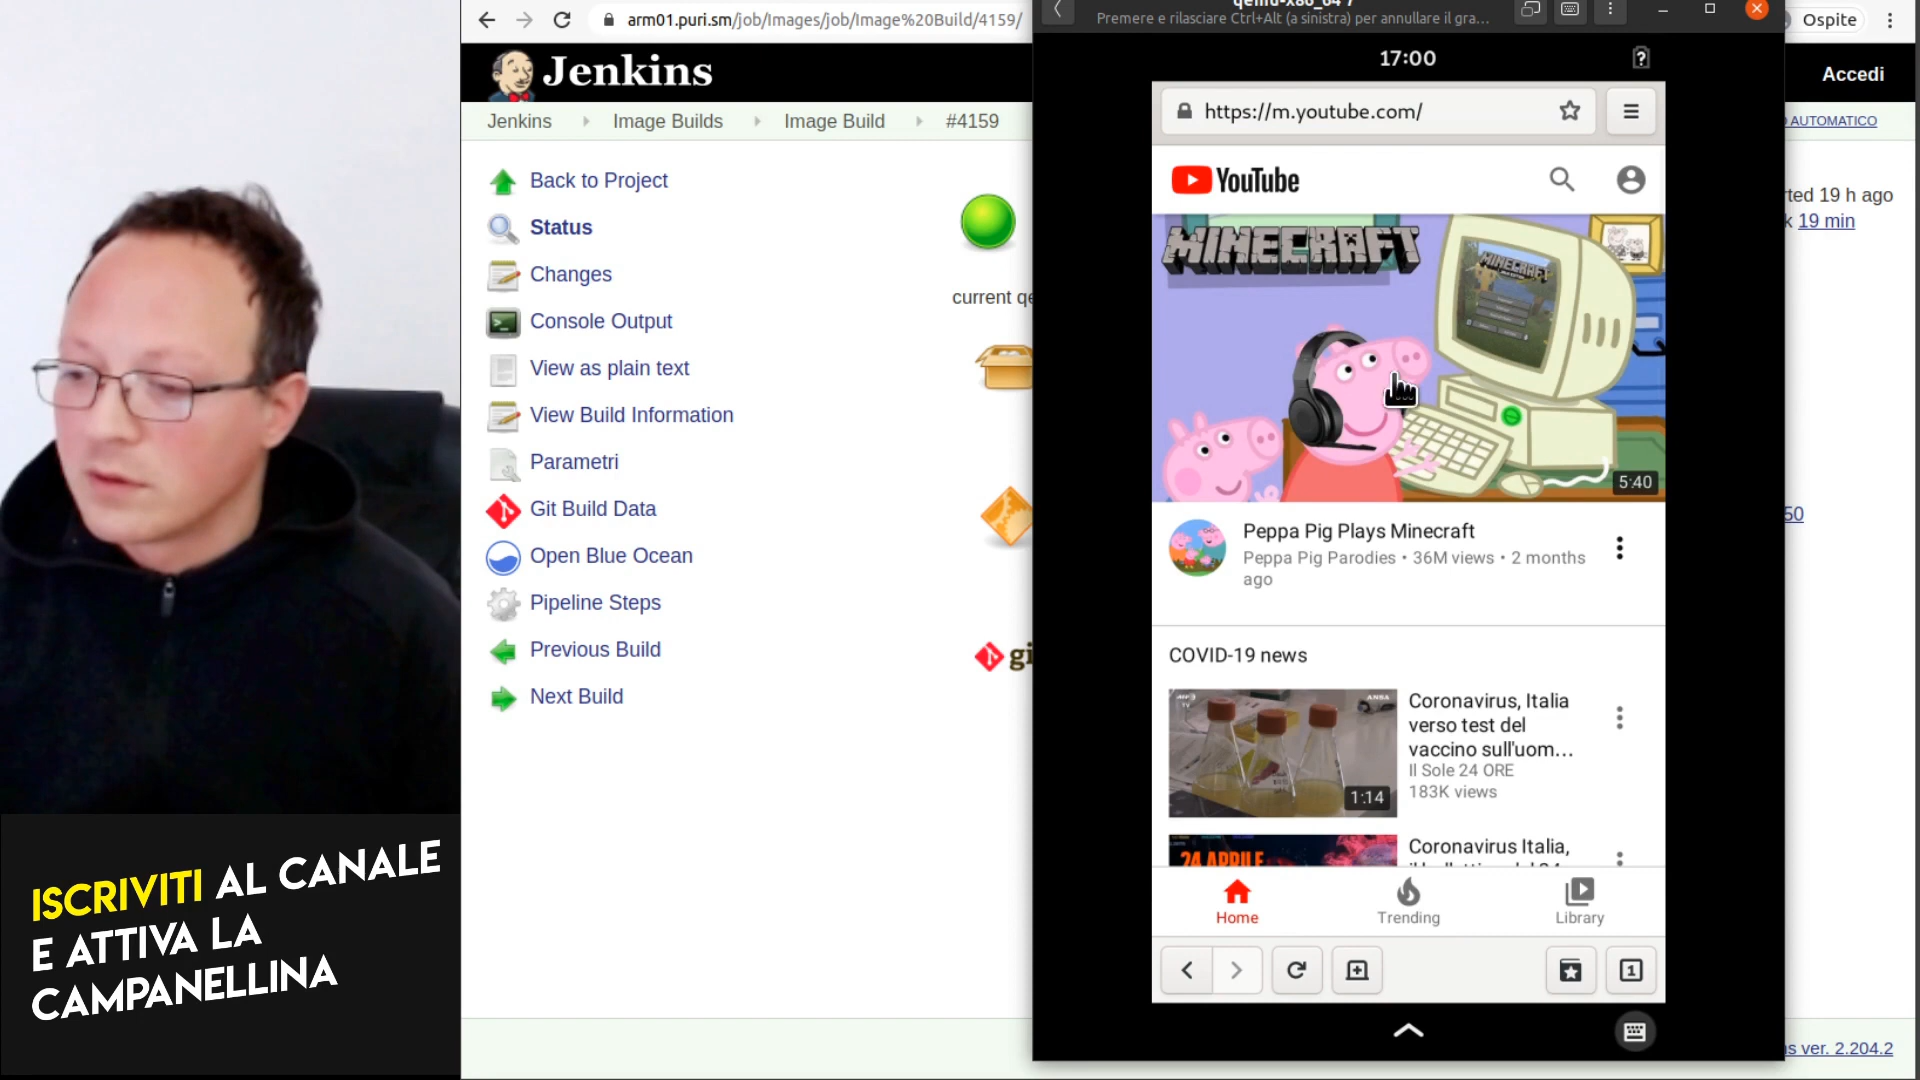 arm01.puri.sm/job/Images/job/Image%20Build/4159/
Ospite
Premere e rilasciare Ctrl+Alt (a sinistra) per annullare il gra...
Jenkins
Accedi
Jenkins
Image Builds
Image Build
#4159
AUTOMATICO
Back to Project
Status
Changes
Console Output
View as plain text
View Build Information
Parametri
Git Build Data
Open Blue Ocean
Pipeline Steps
Previous Build
Next Build
current
19 h ago
19 min
50
ver. 2.204.2
17:00
https://m.youtube.com/
YouTube
MINECRAFT
MINECRAFT
5:40
Peppa Pig Plays Minecraft
Peppa Pig Parodies • 36M views • 2 months
ago
COVID-19 news
ANSA
1:14
Coronavirus, Italia
verso test del
vaccino sull'uom...
Il Sole 24 ORE
183K views
24 APRILE
Coronavirus Italia,
Home
Trending
Library
1
ISCRIVITI AL CANALE
E ATTIVA LA
CAMPANELLINA